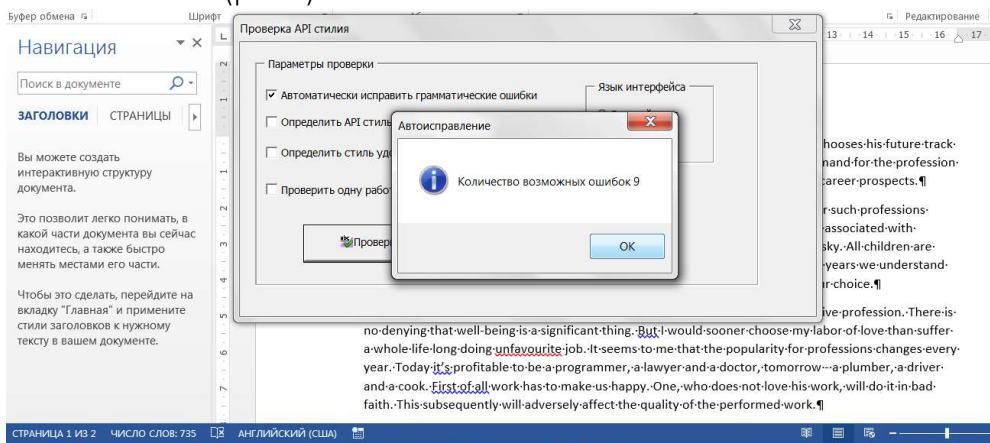 Буфер обмена
Шрифт
Редактирование
Навигация
Поиск в документе
ЗАГОЛОВКИ СТРАНИЦЫ
Вы можете создать
интерактивную структуру
документа.
Это позволит легко понимать, в
какой части документа вы сейчас
находитесь, а также быстро
менять местами его части.
Чтобы это сделать, перейдите на
вкладку "Главная" и примените
стили заголовков к нужному
тексту в вашем документе.
Проверка API стилия
Параметры проверки
Автоматически исправить грамматические ошибки
Определить API стиль
Определить стиль
Проверить одну
Язык интерфейса
Автоисправление
Количество возможных ошибок 9
OK
13 14 15 16 17
hooses·his·future·track·
mand·for·the·profession·
career·prospects.¶
r·such·professions·
associated·with·
sky.·All·children·are·
years·we·understand·
choice.¶
ive·profession.·There·is·
no·denying·that·well-being·is·a·significant·thing.·But·I·would·sooner·choose·my·labor·of·love·than·suffer·
a·whole·life·long·doing·unfavourite·job.·It·seems·to·me·that·the·popularity·for·professions·changes·every·
year.·Today·it's·profitable·to·be·a·programmer,·a·lawyer·and·a·doctor,·tomorrow·--·a·plumber,·a·driver·
and·a·cook.·First·of·all·work·has·to·make·us·happy.·One,·who·does·not·love·his·work,·will·do·it·in·bad·
faith.·This·subsequently·will·adversely·affect·the·quality·of·the·performed·work.¶
СТРАНИЦА 1 ИЗ 2 ЧИСЛО СЛОВ: 735 АНГЛИЙСКИЙ (США)